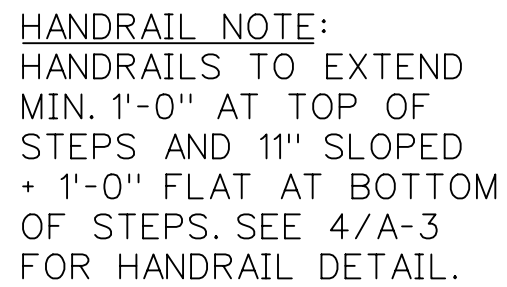 HANDRAIL NOTE:
HANDRAILS TO EXTEND
MIN. 1'-0" AT TOP OF
STEPS AND 11" SLOPED
+ 1'-0" FLAT AT BOTTOM
OF STEPS. SEE 4/A-3
FOR HANDRAIL DETAIL.